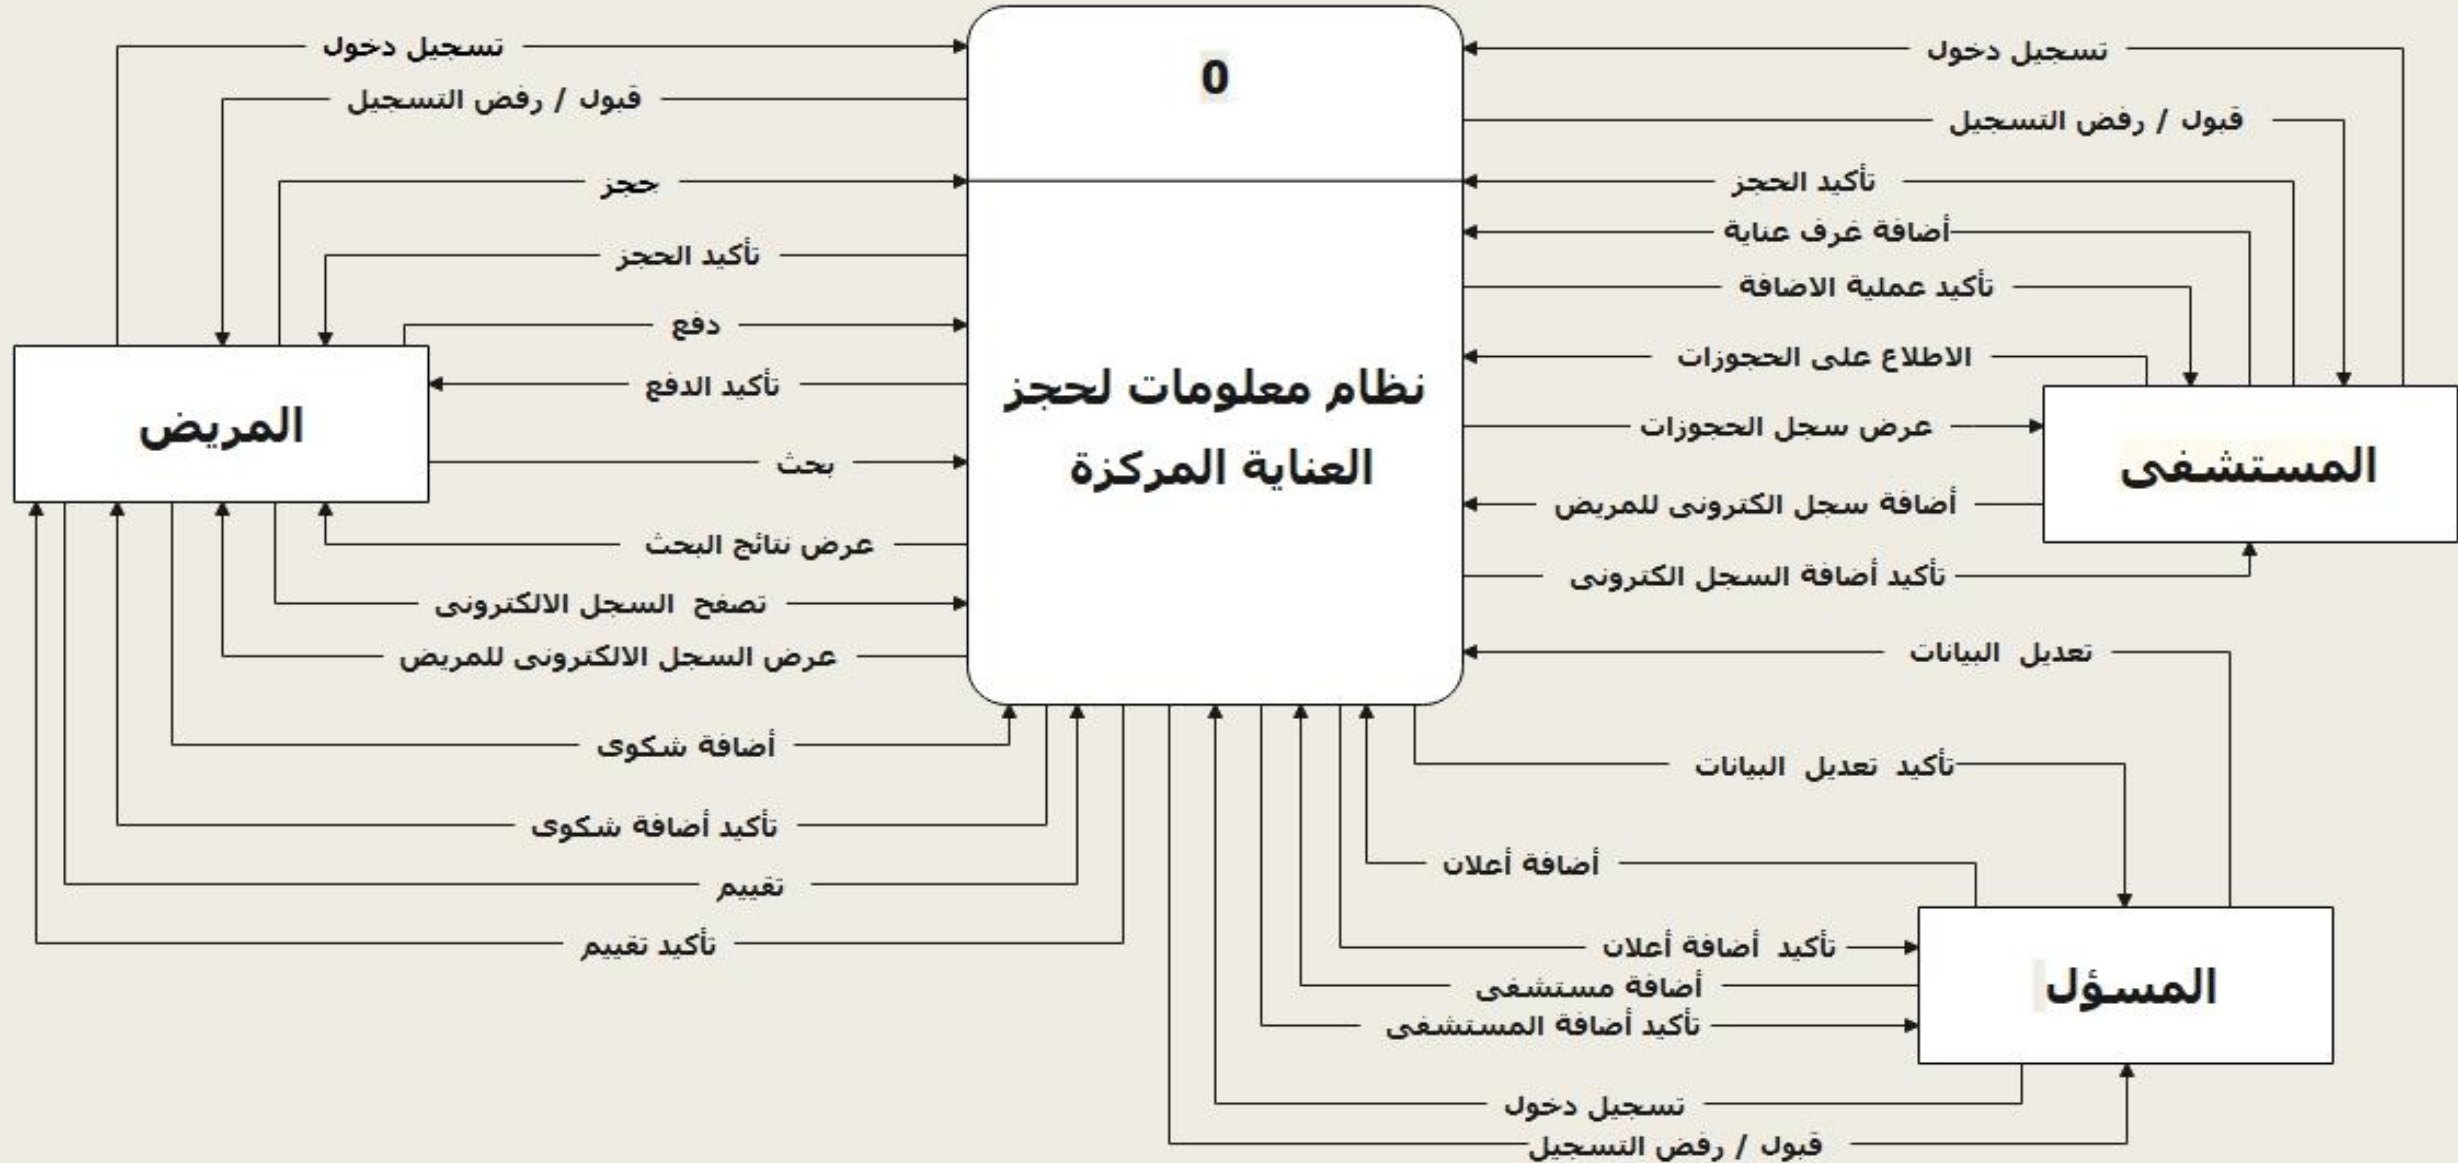 0
نظام معلومات لحجز
العناية المركزة
تسجيل دخول
قبول / رفض التسجيل
تأكيد الحجز
أضافة غرف عناية
تأكيد عملية الاضافة
الاطلاع على الحجوزات
عرض سجل الحجوزات
أضافة سجل الكترونى للمريض
تأكيد أضافة السجل الكترونى
المستشفى
تعديل البيانات
تأكيد تعديل البيانات
أضافة أعلان
تأكيد أضافة أعلان
أضافة مستشفى
تأكيد أضافة المستشفى
تسجيل دخول
قبول / رفض التسجيل
المسؤل
تسجيل دخول
قبول / رفض التسجيل
حجز
تأكيد الحجز
دفع
تأكيد الدفع
بحث
عرض نتائج البحث
تصفح السجل الالكترونى
عرض السجل الالكترونى للمريض
أضافة شكوى
تأكيد أضافة شكوى
تقييم
تأكيد تقييم
المريض